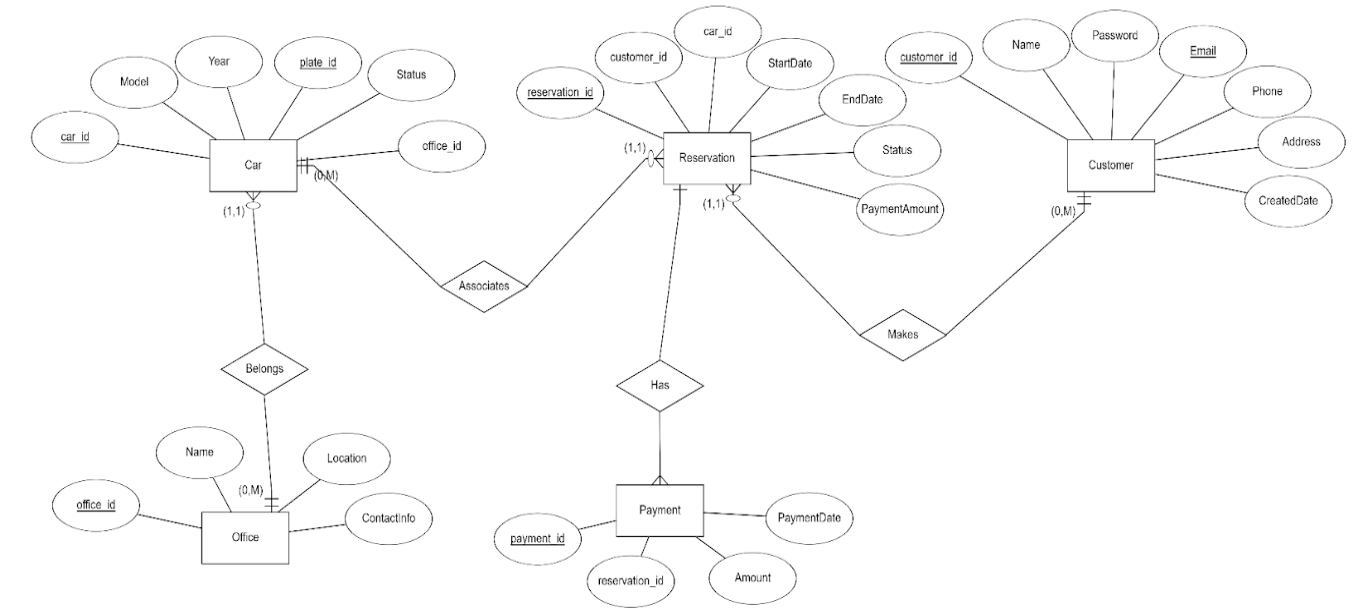 Model
Year
plate_id
Status
car_id
office_id
Car
(0,M)
(1,1)
reservation_id
customer_id
car_id
StartDate
EndDate
Status
PaymentAmount
Reservation
(1,1)
(1,1)
customer_id
Name
Password
Email
Phone
Address
CreatedDate
Customer
(0,M)
Associates
Makes
Belongs
Has
Name
Location
(0,M)
office_id
ContactInfo
Office
Payment
PaymentDate
payment_id
reservation_id
Amount